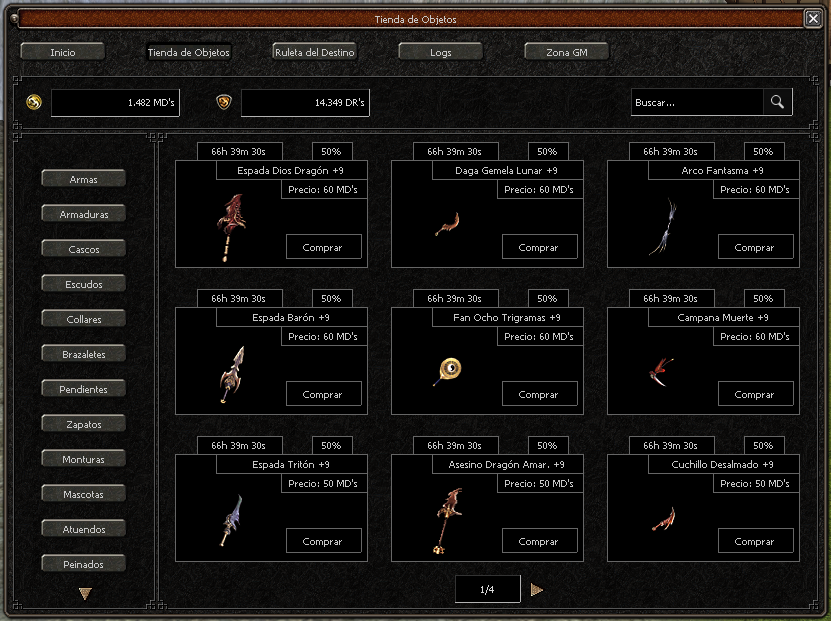 Tienda de Objetos
Inicio
Tienda de Objetos
Ruleta del Destino
Logs
Zona GM
1.482 MD's
14.349 DR's
Buscar...
Armas
Armaduras
Cascos
Escudos
Collares
Brazaletes
Pendientes
Zapatos
Monturas
Mascotas
Atuendos
Peinados
66h 39m 30s
50%
Espada Dios Dragón +9
Precio: 60 MD's
Comprar
66h 39m 30s
50%
Daga Gemela Lunar +9
Precio: 60 MD's
Comprar
66h 39m 30s
50%
Arco Fantasma +9
Precio: 60 MD's
Comprar
66h 39m 30s
50%
Espada Barón +9
Precio: 60 MD's
Comprar
66h 39m 30s
50%
Fan Ocho Trigramas +9
Precio: 60 MD's
Comprar
66h 39m 30s
50%
Campana Muerte +9
Precio: 60 MD's
Comprar
66h 39m 30s
50%
Espada Tritón +9
Precio: 50 MD's
Comprar
66h 39m 30s
50%
Asesino Dragón Amar. +9
Precio: 50 MD's
Comprar
66h 39m 30s
50%
Cuchillo Desalmado +9
Precio: 50 MD's
Comprar
1/4